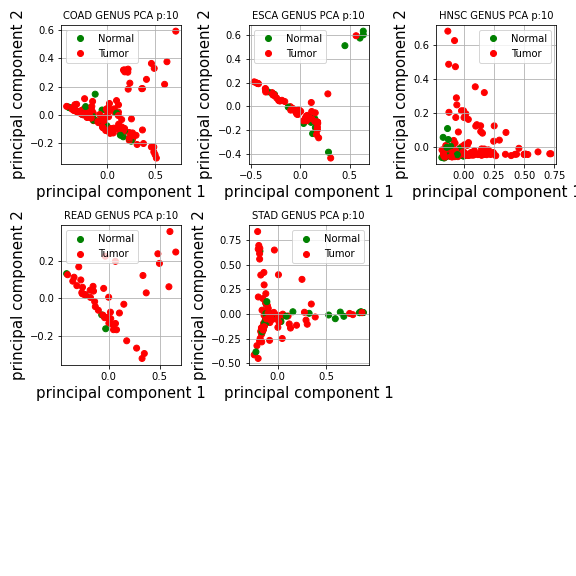 COAD GENUS PCA p:10
principal component 2
0.6
0.4
0.2
0.0
−0.2
Normal
Tumor
0.0
0.5
principal component 1
ESCA GENUS PCA p:10
principal component 2
0.6
0.4
0.2
0.0
−0.2
−0.4
Normal
Tumor
−0.5
0.0
0.5
principal component 1
HNSC GENUS PCA p:10
principal component 2
0.6
0.4
0.2
0.0
Normal
Tumor
0.00
0.25
0.50
0.75
principal component 1
READ GENUS PCA p:10
principal component 2
0.2
0.0
−0.2
Normal
Tumor
0.0
0.5
principal component 1
STAD GENUS PCA p:10
principal component 2
0.75
0.50
0.25
0.00
−0.25
−0.50
Normal
Tumor
0.0
0.5
principal component 1